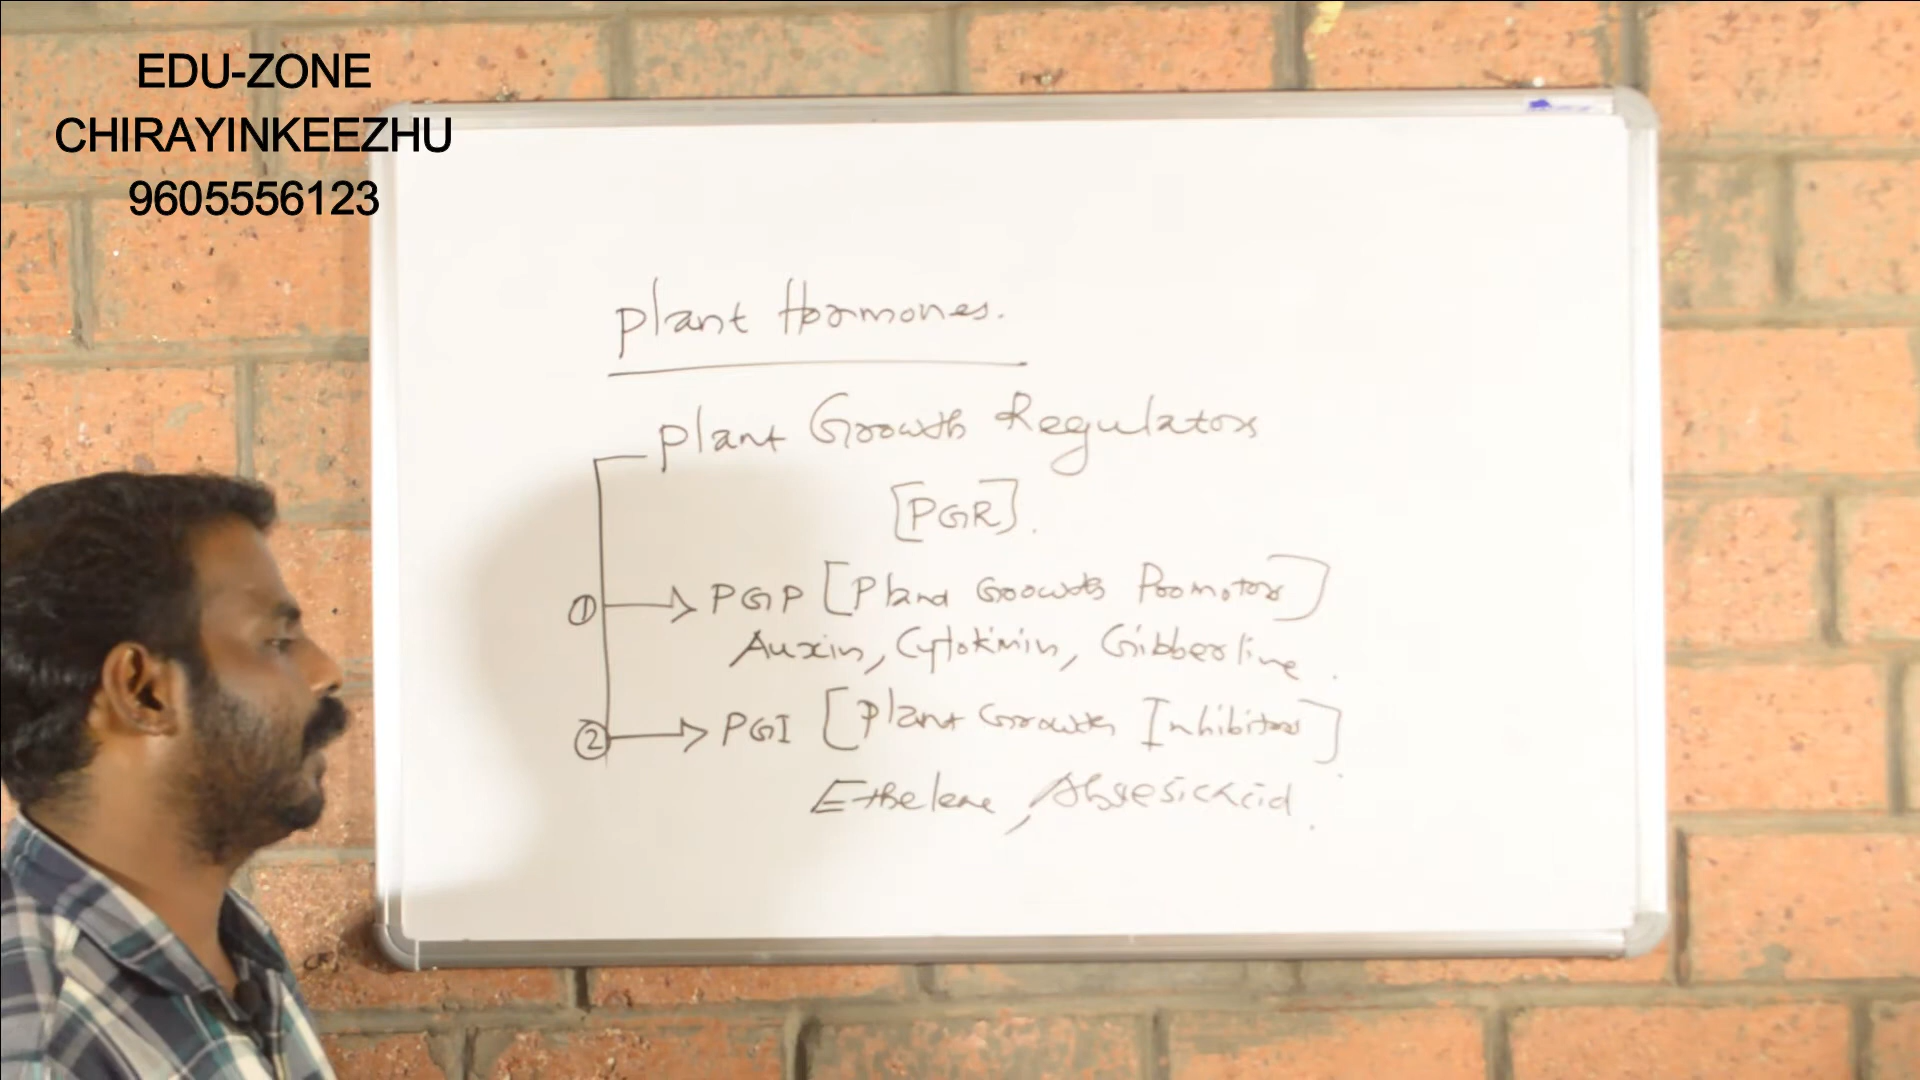 EDU-ZONE
CHIRAYINKEEZHU
9605556123
Plant Hormones.
Plant Growth Regulators
[PGR].
① → PGP [Plant Growth Promotors]
Auxin, Cytokinin, Gibberline.
② → PGI [Plant Growth Inhibitors]
Ethelene, Absesicacid.